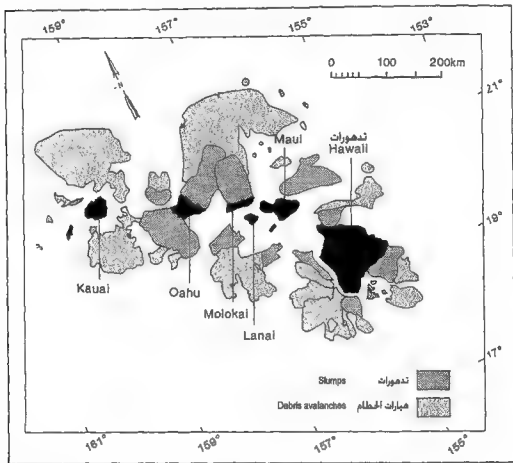 159° 157° 155° 153°
0 100 200km
21°
N
Maui
تدهورات
Hawaii
19°
Kauai
Oahu
Molokai
Lanai
17°
Slumps تدهورات
Debris avalanches هيارات الحطام
161° 159° 157° 155°